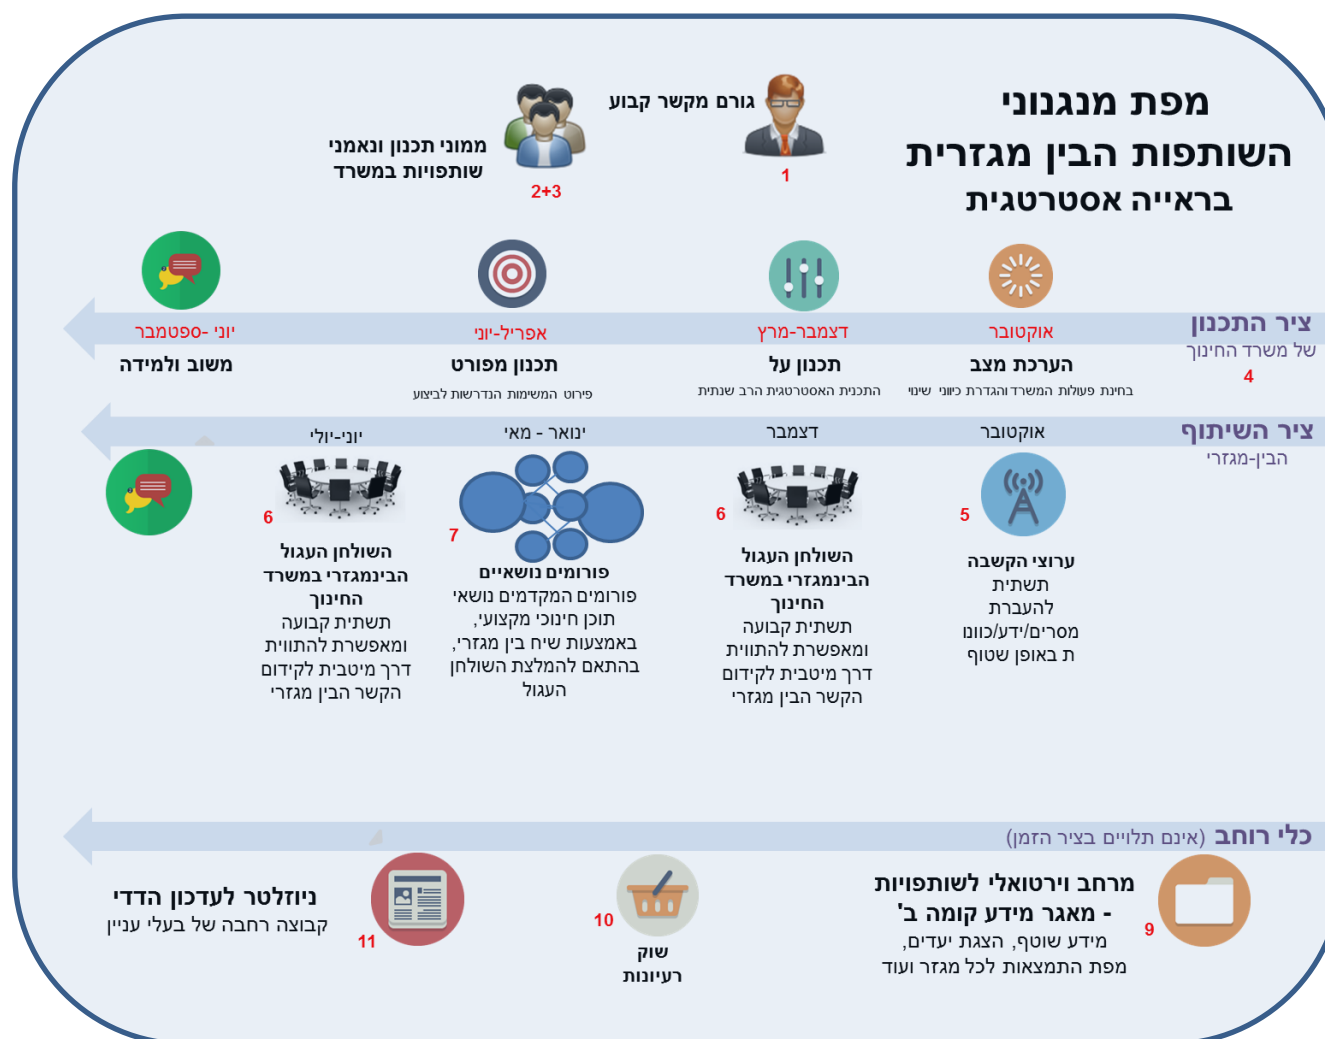 מפת מנגנוני
השותפות הבין מגזרית
בראייה אסטרטגית
גורם מקשר קבוע
1
ממוני תכנון ונאמני
שותפויות במשרד
2+3
ציר התכנון
של משרד החינוך
4
אוקטובר
הערכת מצב
בחינת פעולות המשרד והגדרת כיווני שינוי
דצמבר-מרץ
תכנון על
התכנית האסטרטגית הרב שנתית
אפריל-יוני
תכנון מפורט
פירוט המשימות הנדרשות לביצוע
יוני -ספטמבר
משוב ולמידה
ציר השיתוף
הבין-מגזרי
אוקטובר
5
ערוצי הקשבה
תשתית
להעברת
מסרים/ידע/כוונו
ת באופן שטוף
דצמבר
6
השולחן העגול
הבינמגזרי במשרד
החינוך
תשתית קבועה
ומאפשרת להתווית
דרך מיטבית לקידום
הקשר הבין מגזרי
ינואר - מאי
7
פורומים נושאיים
פורומים המקדמים נושאי
תוכן חינוכי מקצועי,
באמצעות שיח בין מגזרי,
בהתאם להמלצת השולחן
העגול
יוני-יולי
6
השולחן העגול
הבינמגזרי במשרד
החינוך
תשתית קבועה
ומאפשרת להתווית
דרך מיטבית לקידום
הקשר הבין מגזרי
כלי רוחב (אינם תלויים בציר הזמן)
מרחב וירטואלי לשותפויות
- מאגר מידע קומה ב'
מידע שוטף, הצגת יעדים,
מפת התמצאות לכל מגזר ועוד
9
10
שוק
רעיונות
ניוזלטר לעדכון הדדי
קבוצה רחבה של בעלי עניין
11